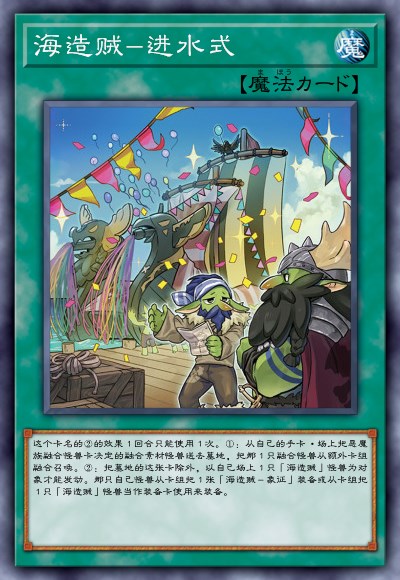 海造贼-进水式
魔
【魔法カード】
ま ほう
这个卡名的②的效果1回合只能使用1次。①：从自己的手卡·场上把恶魔
族融合怪兽卡决定的融合素材怪兽送去墓地，把那1只融合怪兽从额外卡组
融合召唤。②：把墓地的这张卡除外，以自己场上1只「海造贼」怪兽为对
象才能发动。那只自己怪兽从卡组把1张「海造贼-象征」装备或从卡组把
1只「海造贼」怪兽当作装备卡使用来装备。